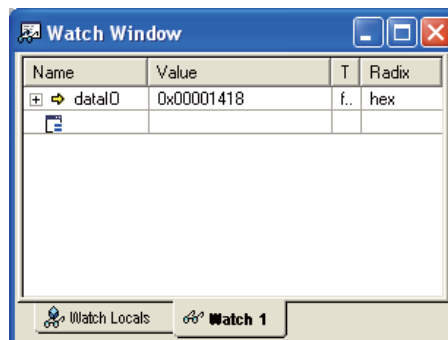 Watch Window
Name Value T Radix
dataIO 0x00001418 f.. hex
Watch Locals Watch 1